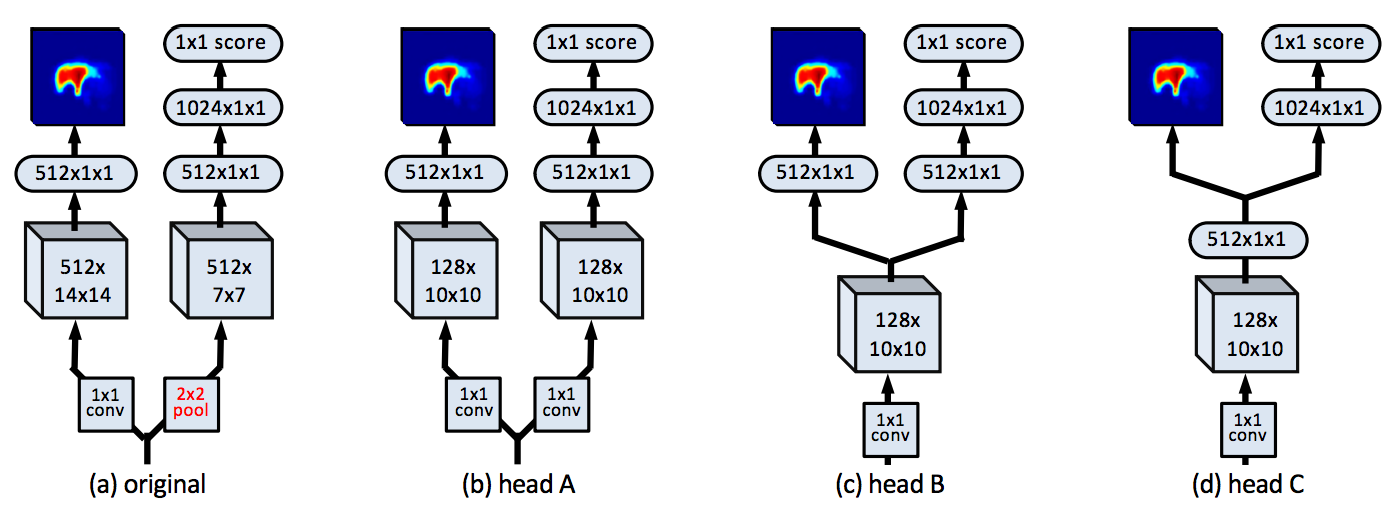 1x1 score
1024x1x1
512x1x1
512x1x1
512x
14x14
512x
7x7
1x1
conv
2x2
pool
(a) original
1x1 score
1024x1x1
512x1x1
512x1x1
128x
10x10
128x
10x10
1x1
conv
1x1
conv
(b) head A
1x1 score
1024x1x1
512x1x1
512x1x1
128x
10x10
1x1
conv
(c) head B
1x1 score
1024x1x1
512x1x1
128x
10x10
1x1
conv
(d) head C